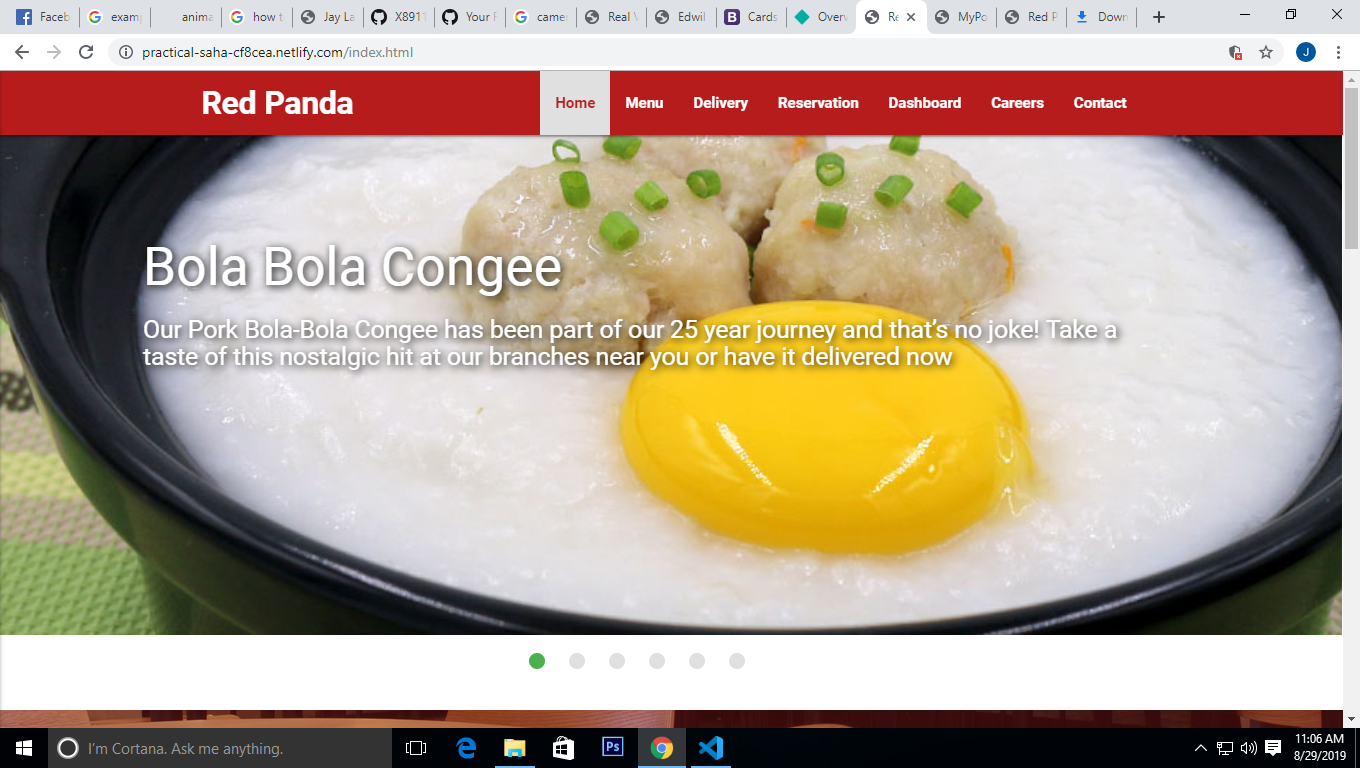 Faceb
exam
anima
how t
Jay La
X8911
Your F
came
Real V
Edwil
Cards
Overv
Re
MyPo
Red P
Down
practical-saha-cf8cea.netlify.com/index.html
J
Red Panda
Home
Menu
Delivery
Reservation
Dashboard
Careers
Contact
Bola Bola Congee
Our Pork Bola-Bola Congee has been part of our 25 year journey and that’s no joke! Take a
taste of this nostalgic hit at our branches near you or have it delivered now
I'm Cortana. Ask me anything.
Ps
11:06 AM
8/29/2019